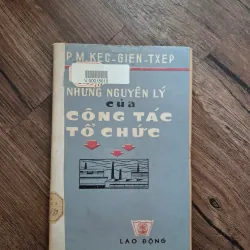 P.M. KEC-GIEN-TXEP
NHỮNG NGUYÊN LÝ
của
CÔNG TÁC
TỔ CHỨC
LAO ĐỘNG